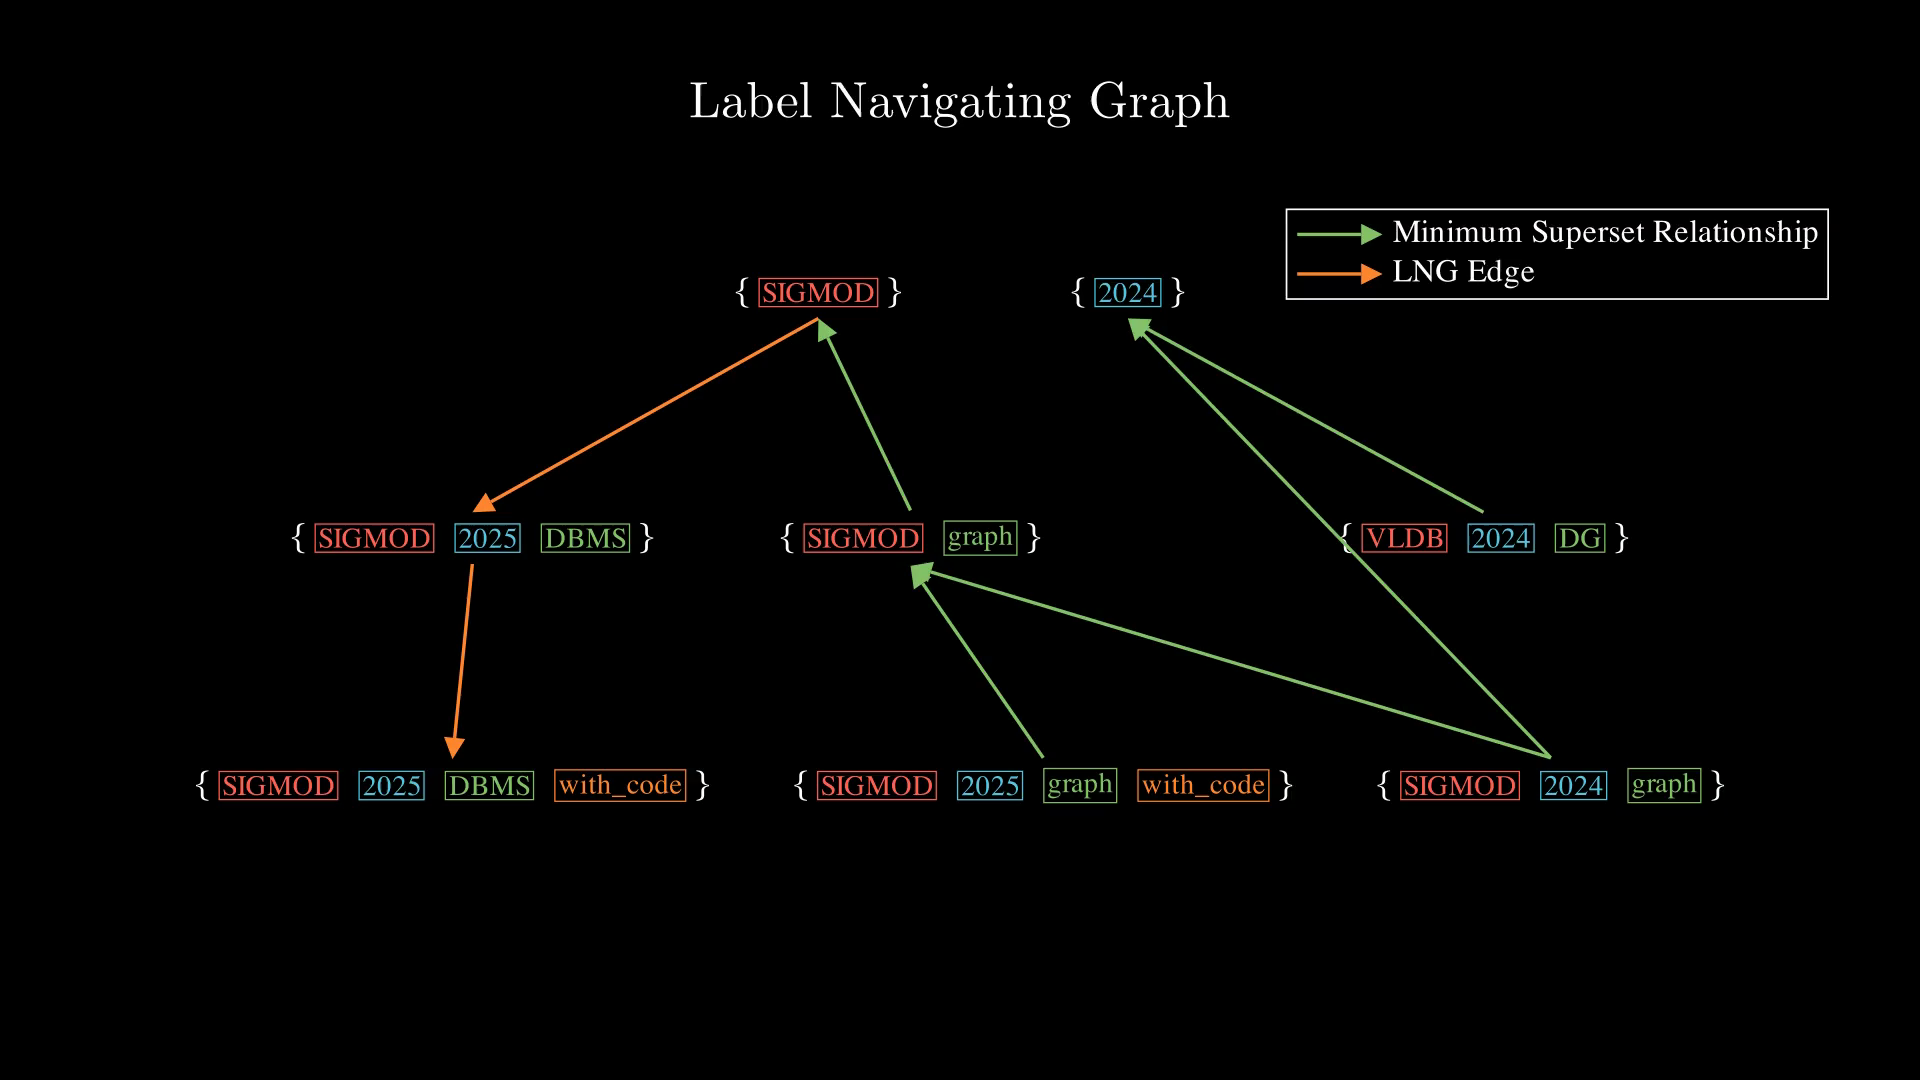 Label Navigating Graph
Minimum Superset Relationship
LNG Edge
{ SIGMOD }
{ 2024 }
{ SIGMOD 2025 DBMS }
{ SIGMOD graph }
{ VLDB 2024 DG }
{ SIGMOD 2025 DBMS with_code }
{ SIGMOD 2025 graph with_code }
{ SIGMOD 2024 graph }